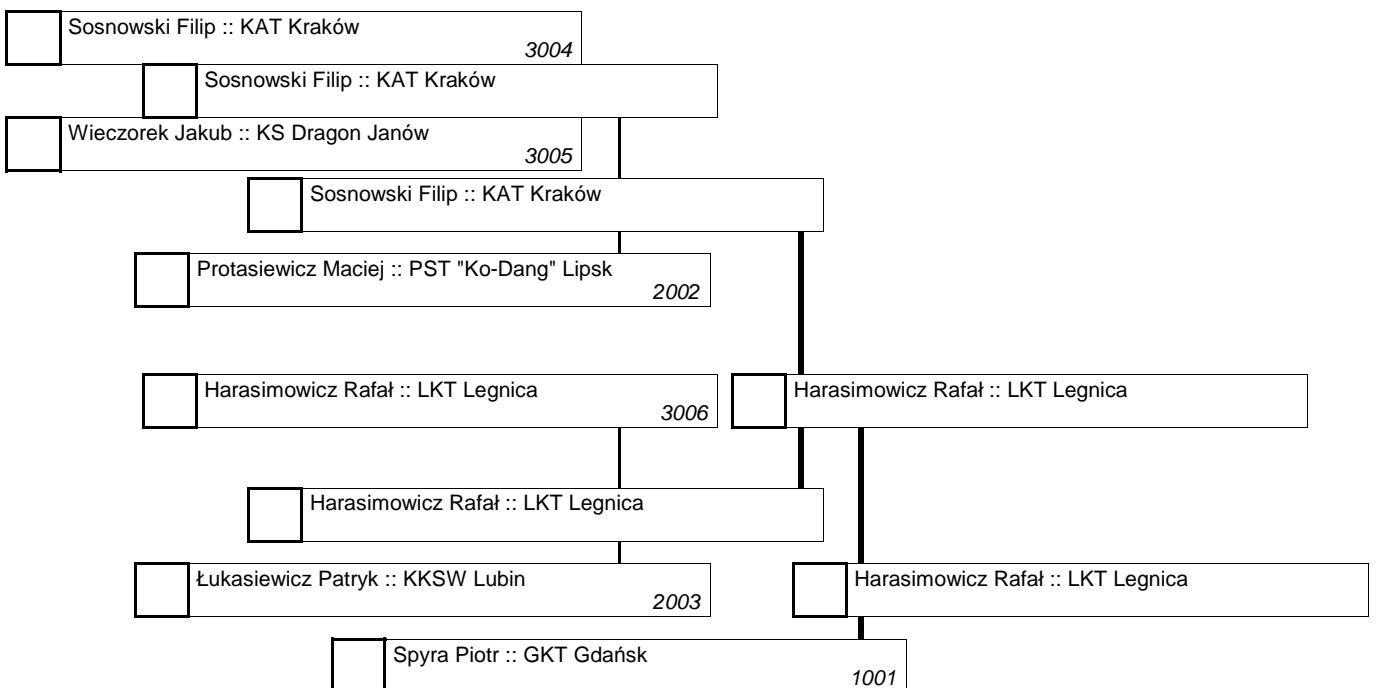 Sosnowski Filip :: KAT Kraków
3004
Sosnowski Filip :: KAT Kraków
Wieczorek Jakub :: KS Dragon Janów
3005
Sosnowski Filip :: KAT Kraków
Protasiewicz Maciej :: PST "Ko-Dang" Lipsk
2002
Harasimowicz Rafał :: LKT Legnica
3006
Harasimowicz Rafał :: LKT Legnica
Harasimowicz Rafał :: LKT Legnica
Łukasiewicz Patryk :: KKSW Lubin
2003
Harasimowicz Rafał :: LKT Legnica
Spyra Piotr :: GKT Gdańsk
1001